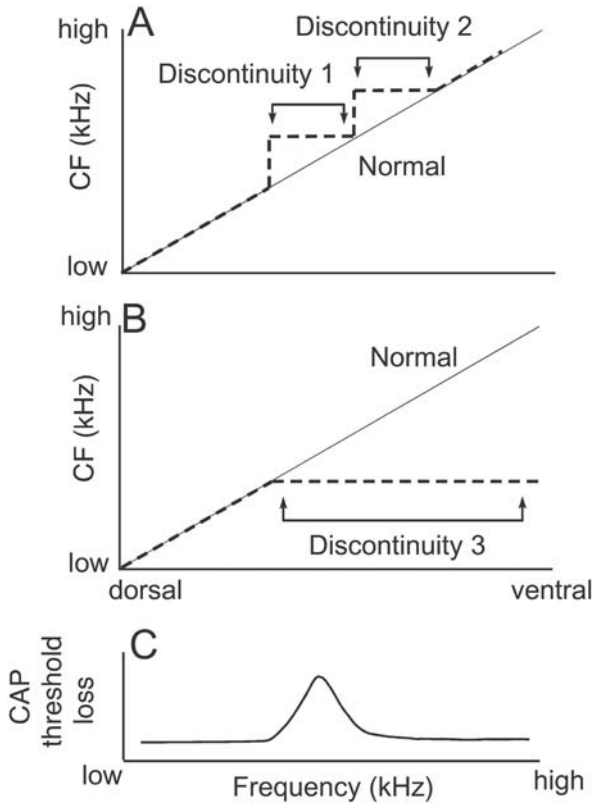 A
high
Discontinuity 2
Discontinuity 1
CF (kHz)
Normal
low
B
high
Normal
CF (kHz)
Discontinuity 3
low
dorsal
ventral
C
CAP
threshold
loss
low
Frequency (kHz)
high